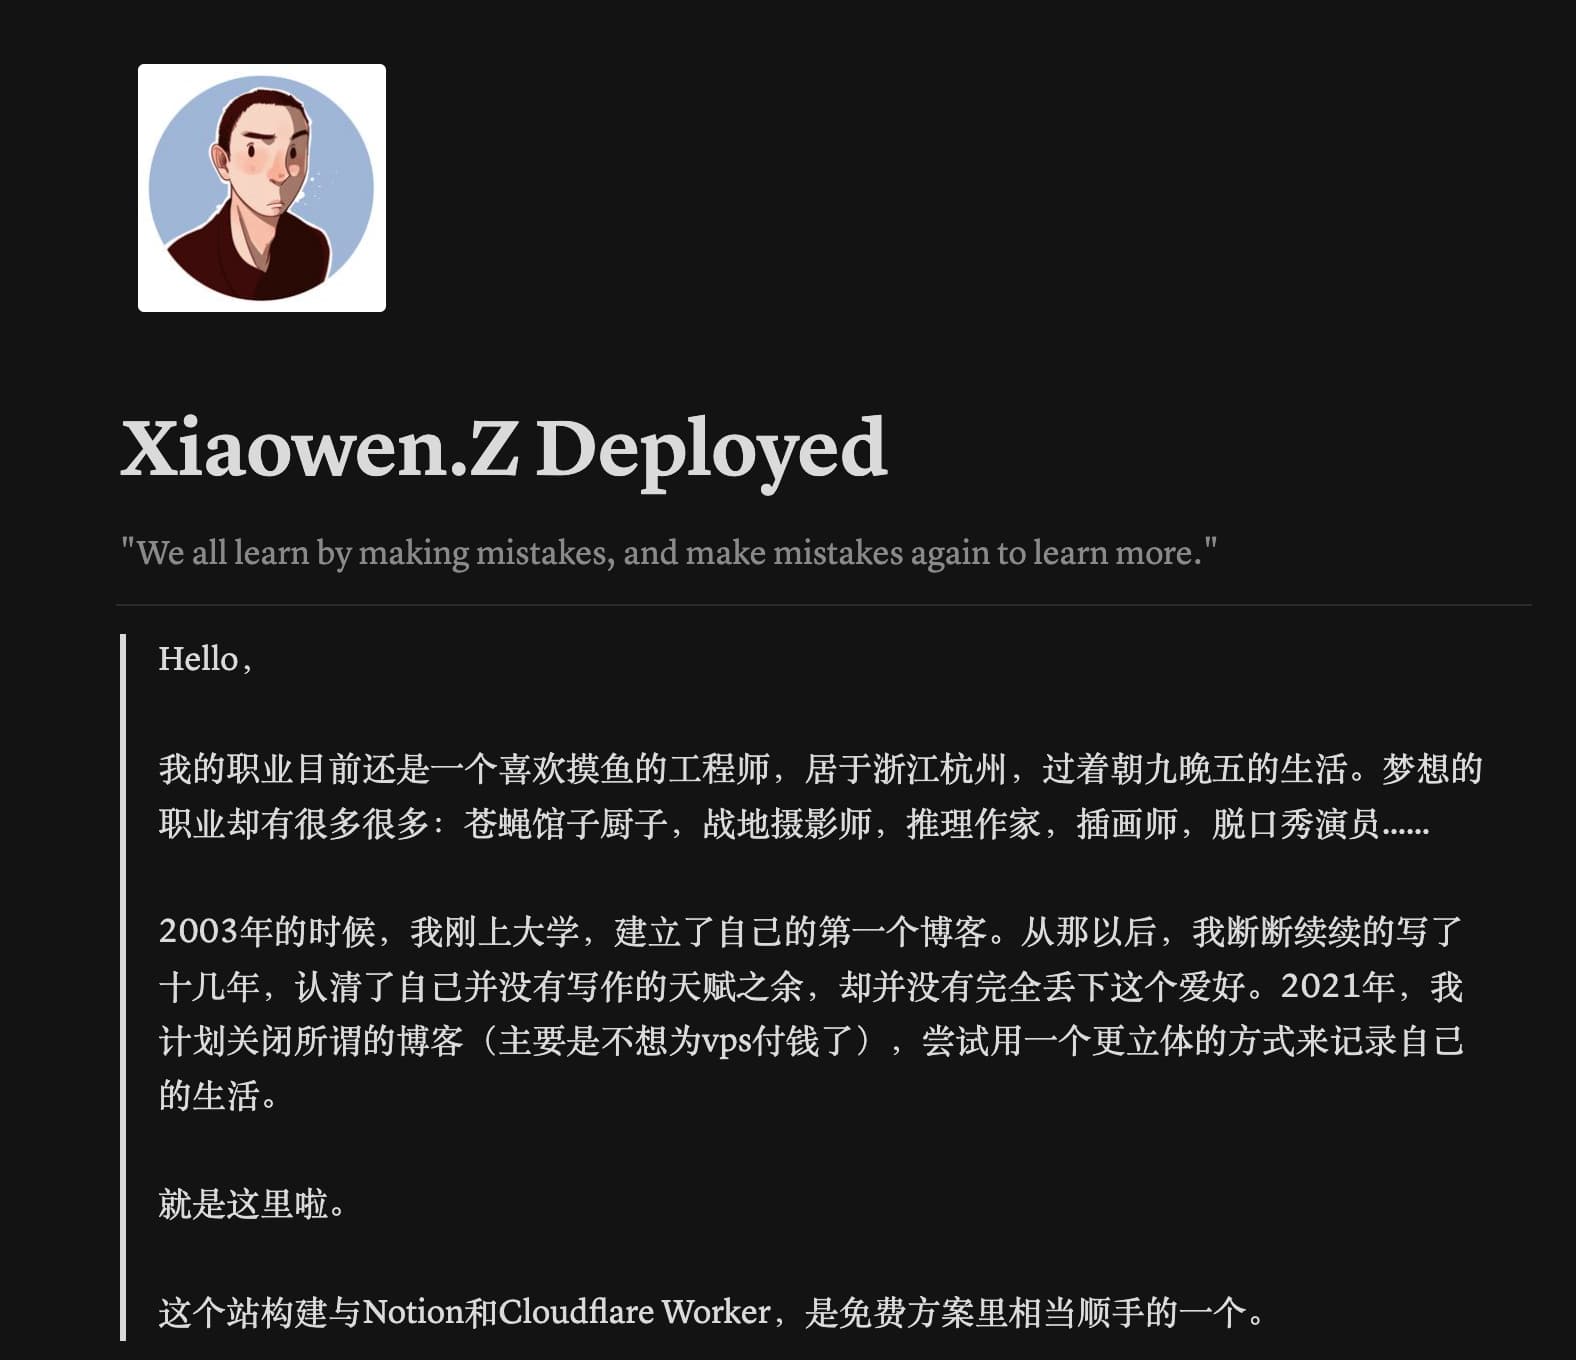 Xiaowen.Z Deployed
"We all learn by making mistakes, and make mistakes again to learn more."
Hello，
我的职业目前还是一个喜欢摸鱼的工程师，居于浙江杭州，过着朝九晚五的生活。梦想的
职业却有很多很多：苍蝇馆子厨子，战地摄影师，推理作家，插画师，脱口秀演员……
2003年的时候，我刚上大学，建立了自己的第一个博客。从那以后，我断断续续的写了
十几年，认清了自己并没有写作的天赋之余，却并没有完全丢下这个爱好。2021年，我
计划关闭所谓的博客（主要是不想为vps付钱了），尝试用一个更立体的方式来记录自己
的生活。
就是这里啦。
这个站构建与Notion和Cloudflare Worker，是免费方案里相当顺手的一个。